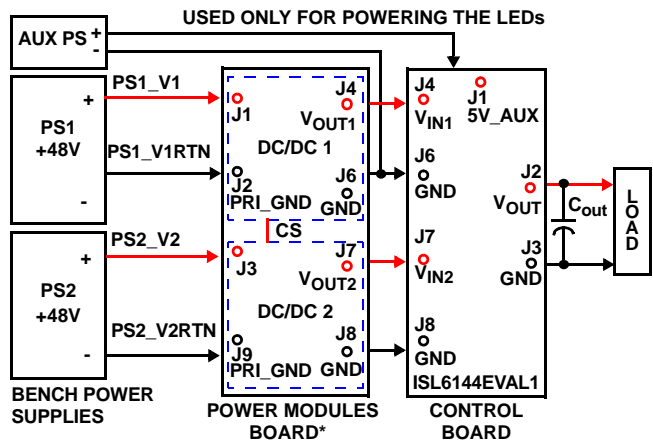 USED ONLY FOR POWERING THE LEDs
AUX PS
+
-
PS1_V1
+
PS1
+48V
-
PS1_V1RTN
J1
J4
VOUT1
DC/DC 1
J2
PRI_GND
J6
GND
CS
PS2_V2
+
PS2
+48V
-
PS2_V2RTN
J3
J7
VOUT2
DC/DC 2
J9
PRI_GND
J8
GND
J4
VIN1
J1
5V_AUX
J6
GND
J2
VOUT
J7
VIN2
J3
GND
J8
GND
ISL6144EVAL1
Cout
LOAD
BENCH POWER
SUPPLIES
POWER MODULES
BOARD*
CONTROL
BOARD